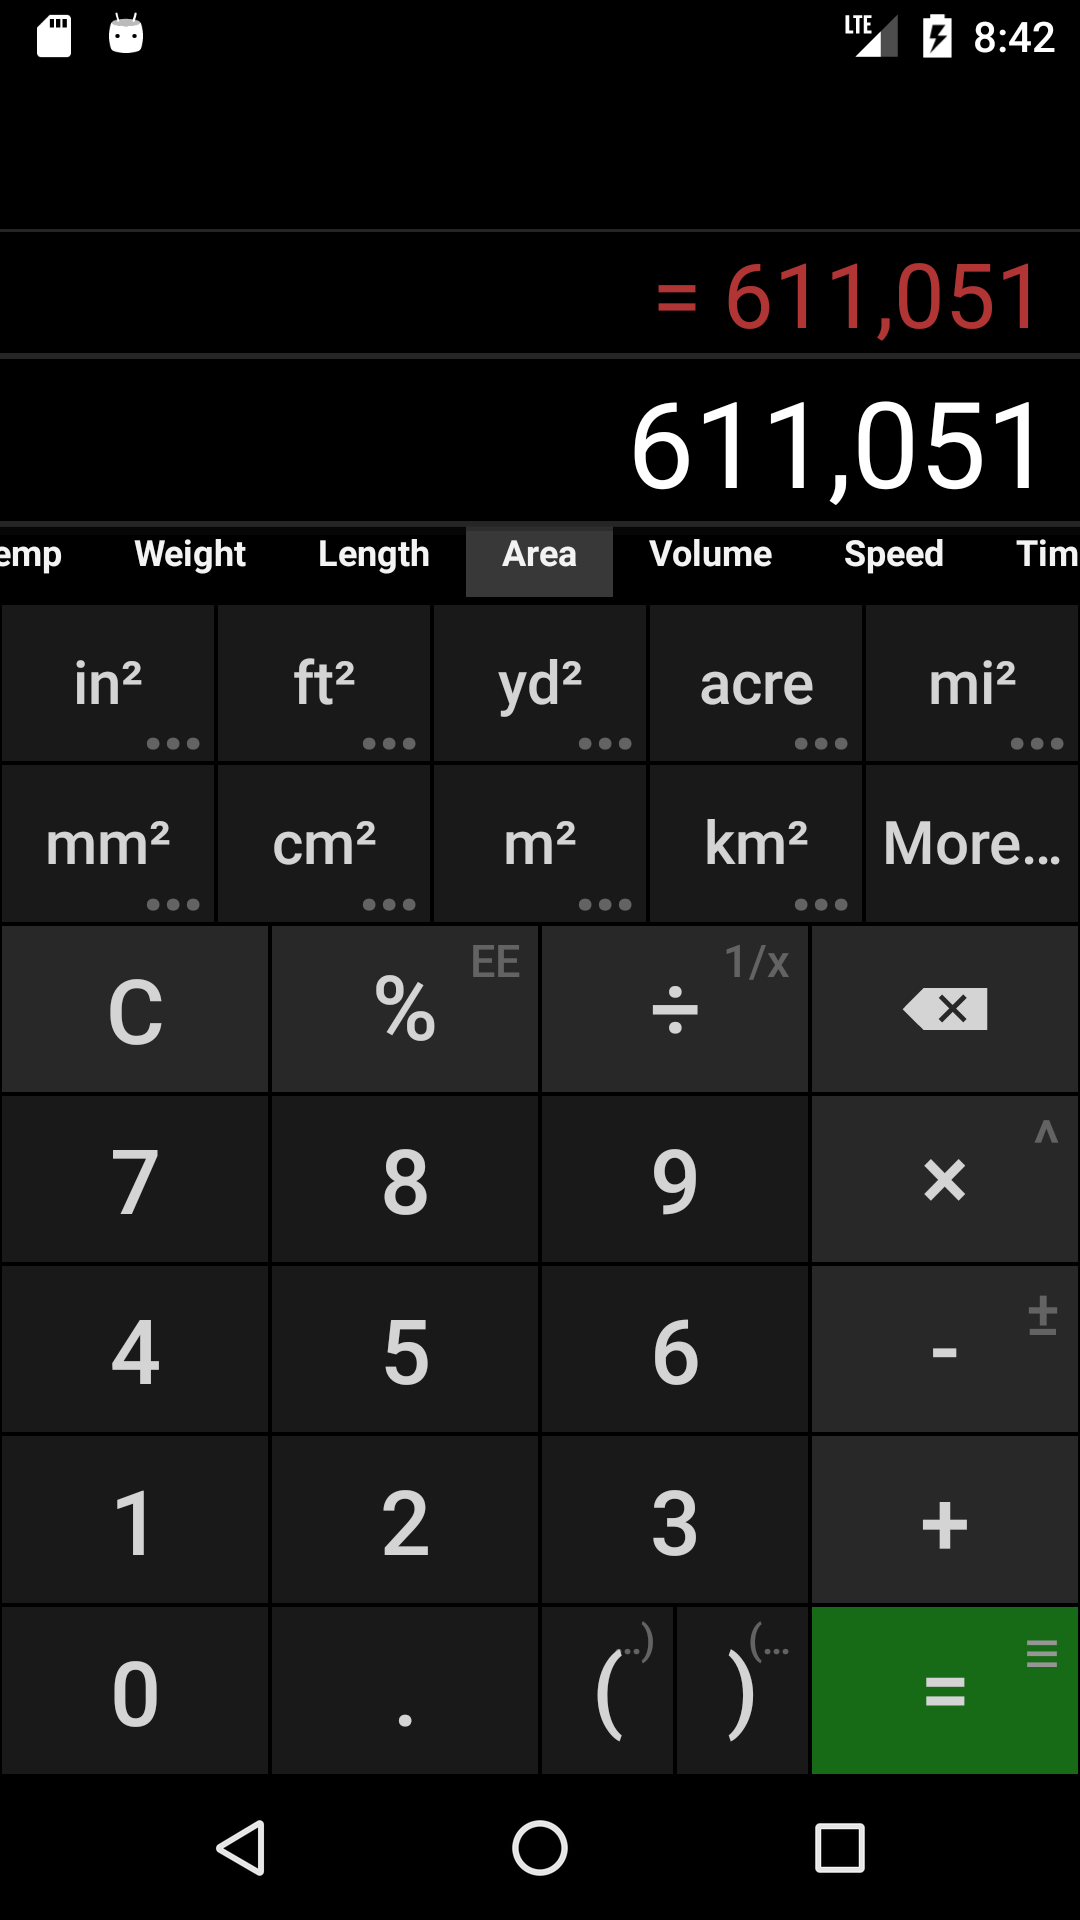 LTE 8:42
= 611,051
611,051
emp Weight Length Area Volume Speed Tim
in² ft² yd² acre mi²
mm² cm² m² km² More...
C % EE ÷ 1/x
7 8 9 × ^
4 5 6 - ±
1 2 3 +
0 . ( ..) ) (... =